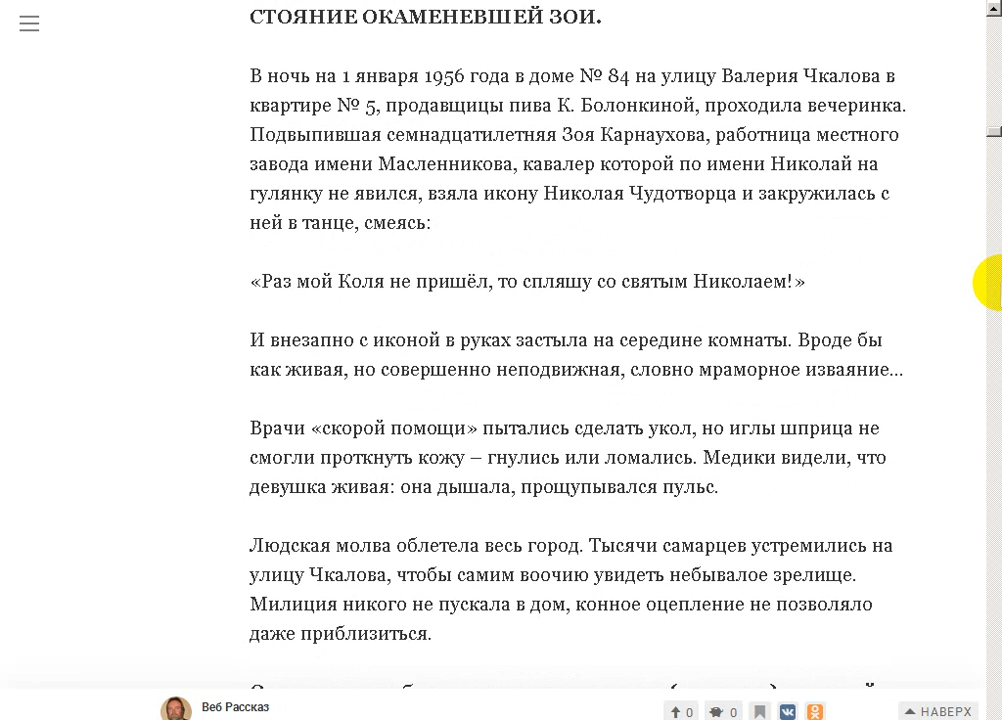 СТОЯНИЕ ОКАМЕНЕВШЕЙ ЗОИ.
В ночь на 1 января 1956 года в доме № 84 на улицу Валерия Чкалова в
квартире № 5, продавщицы пива К. Болонкиной, проходила вечеринка.
Подвыпившая семнадцатилетняя Зоя Карнаухова, работница местного
завода имени Масленникова, кавалер которой по имени Николай на
гулянку не явился, взяла икону Николая Чудотворца и закружилась с
ней в танце, смеясь:
«Раз мой Коля не пришёл, то спляшу со святым Николаем!»
И внезапно с иконой в руках застыла на середине комнаты. Вроде бы
как живая, но совершенно неподвижная, словно мраморное изваяние...
Врачи «скорой помощи» пытались сделать укол, но иглы шприца не
смогли проткнуть кожу – гнулись или ломались. Медики видели, что
девушка живая: она дышала, прощупывался пульс.
Людская молва облетела весь город. Тысячи самарцев устремились на
улицу Чкалова, чтобы самим воочию увидеть небывалое зрелище.
Милиция никого не пускала в дом, конное оцепление не позволяло
даже приблизиться.
Веб Рассказ
0 0 НАВЕРХ